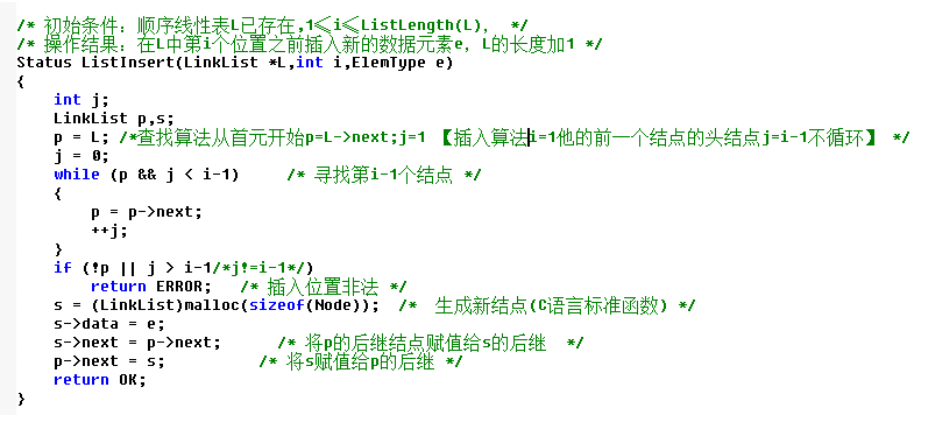 /* 初始条件：顺序线性表L已存在,1≤i≤ListLength(L)， */
/* 操作结果：在L中第i个位置之前插入新的数据元素e，L的长度加1 */
Status ListInsert(LinkList *L,int i,ElemType e)
{
    int j;
    LinkList p,s;
    p = L; /*查找算法从首元开始p=L->next;j=1 【插入算法i=1他的前一个结点的头结点j=i-1不循环】 */
    j = 0;
    while (p && j < i-1)     /* 寻找第i-1个结点 */
    {
        p = p->next;
        ++j;
    }
    if (!p || j > i-1/*j!=i-1*/)
        return ERROR;   /* 插入位置非法 */
    s = (LinkList)malloc(sizeof(Node));  /*  生成新结点(C语言标准函数) */
    s->data = e;
    s->next = p->next;      /* 将p的后继结点赋值给s的后继  */
    p->next = s;          /* 将s赋值给p的后继 */
    return OK;
}